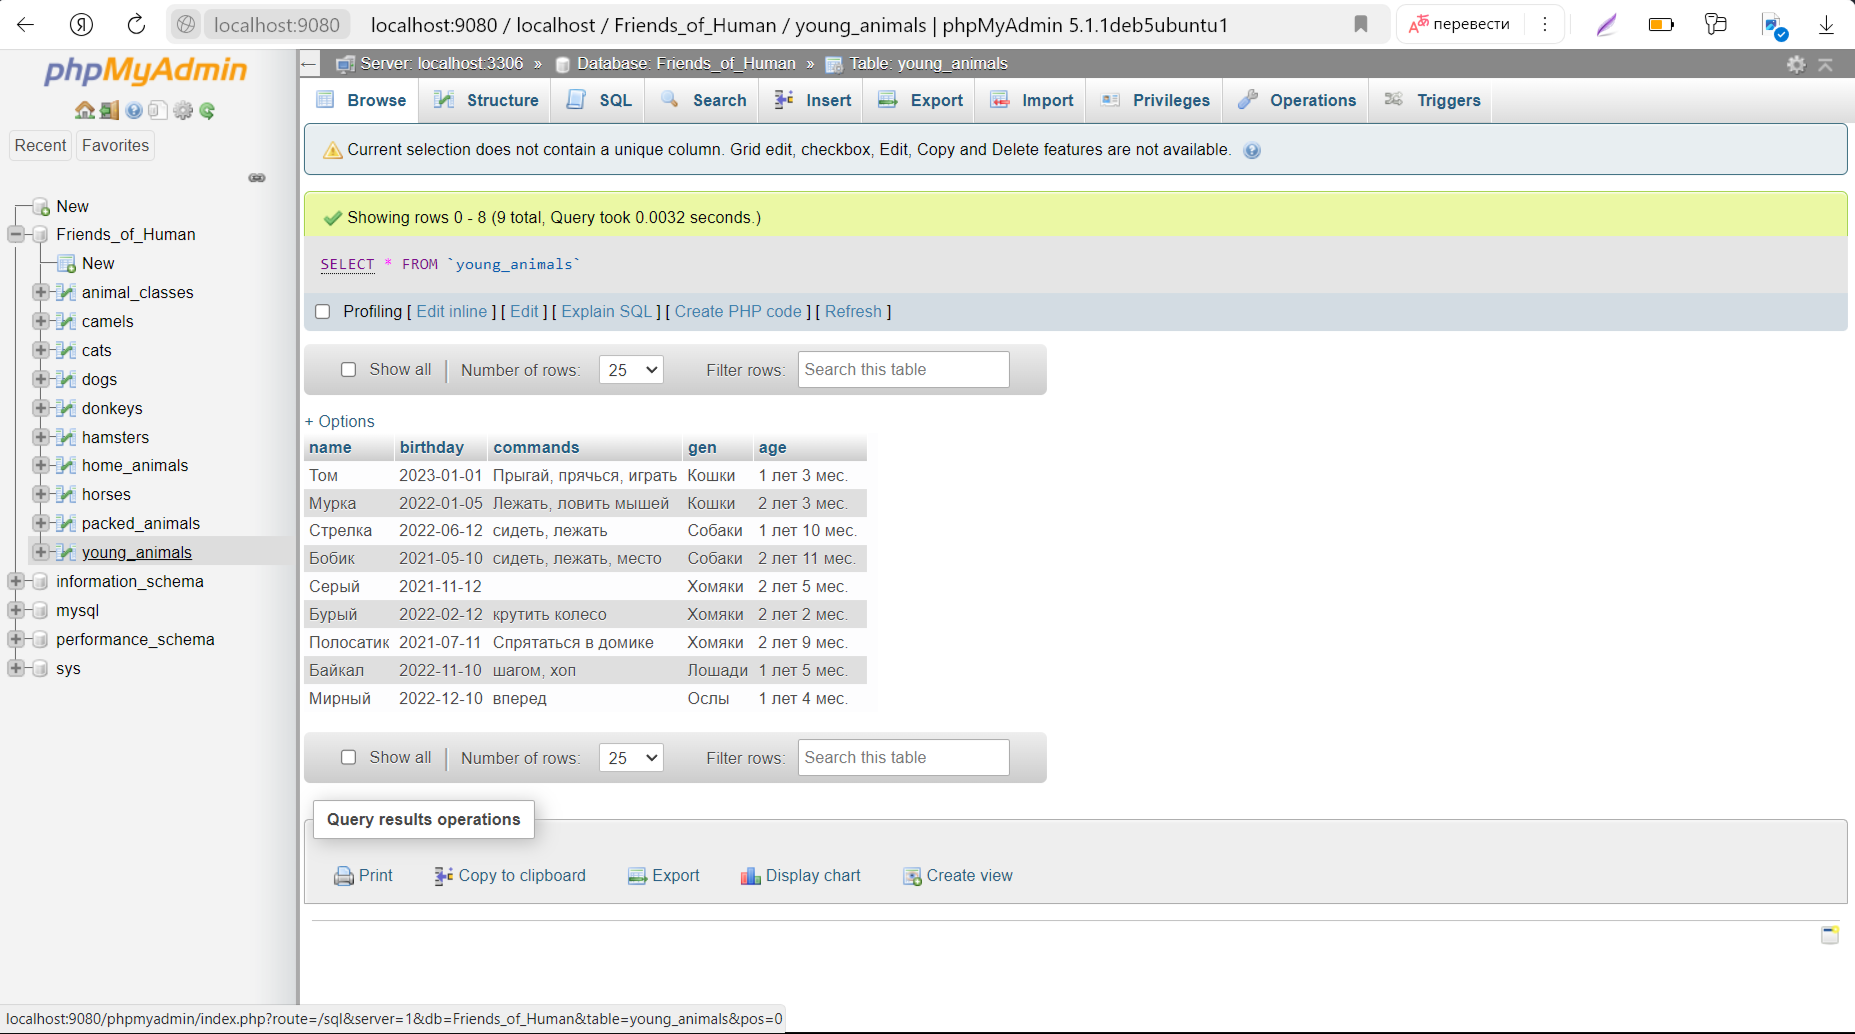 localhost:9080 localhost:9080 / localhost / Friends_of_Human / young_animals | phpMyAdmin 5.1.1deb5ubuntu1 перевести
phpMyAdmin
Recent Favorites
New
Friends_of_Human
New
animal_classes
camels
cats
dogs
donkeys
hamsters
home_animals
horses
packed_animals
young_animals
information_schema
mysql
performance_schema
sys
Server: localhost:3306 » Database: Friends_of_Human » Table: young_animals
Browse Structure SQL Search Insert Export Import Privileges Operations Triggers
Current selection does not contain a unique column. Grid edit, checkbox, Edit, Copy and Delete features are not available.
Showing rows 0 - 8 (9 total, Query took 0.0032 seconds.)
SELECT * FROM `young_animals`
Profiling [ Edit inline ] [ Edit ] [ Explain SQL ] [ Create PHP code ] [ Refresh ]
Show all Number of rows: 25 Filter rows: Search this table
+ Options
name birthday commands gen age
Том 2023-01-01 Прыгай, прячься, играть Кошки 1 лет 3 мес.
Мурка 2022-01-05 Лежать, ловить мышей Кошки 2 лет 3 мес.
Стрелка 2022-06-12 сидеть, лежать Собаки 1 лет 10 мес.
Бобик 2021-05-10 сидеть, лежать, место Собаки 2 лет 11 мес.
Серый 2021-11-12 Хомяки 2 лет 5 мес.
Бурый 2022-02-12 крутить колесо Хомяки 2 лет 2 мес.
Полосатик 2021-07-11 Спрятаться в домике Хомяки 2 лет 9 мес.
Байкал 2022-11-10 шагом, хоп Лошади 1 лет 5 мес.
Мирный 2022-12-10 вперед Ослы 1 лет 4 мес.
Show all Number of rows: 25 Filter rows: Search this table
Query results operations
Print Copy to clipboard Export Display chart Create view
localhost:9080/phpmyadmin/index.php?route=/sql&server=1&db=Friends_of_Human&table=young_animals&pos=0